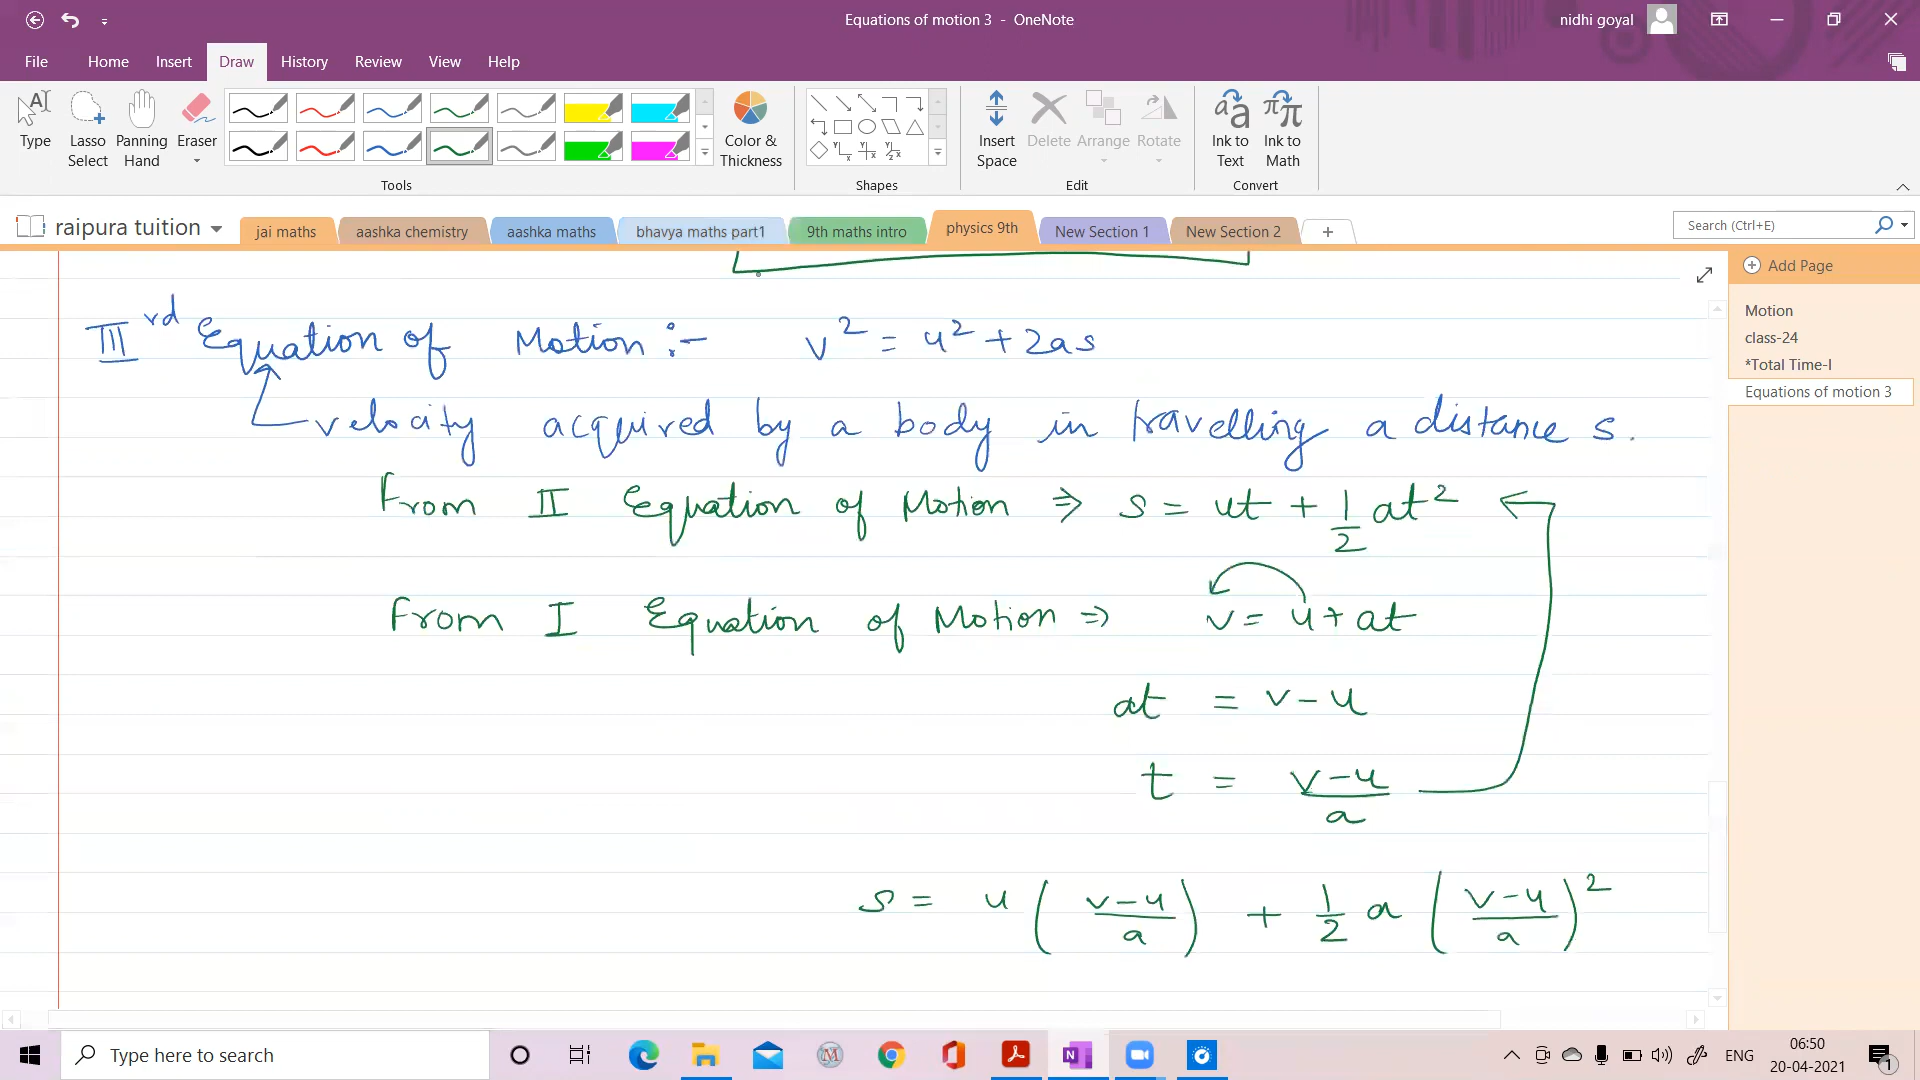 Equations of motion 3 - OneNote
nidhi goyal
File Home Insert Draw History Review View Help
Type
Lasso Select
Panning Hand
Eraser
Color & Thickness
Insert Space
Delete
Arrange
Rotate
Ink to Text
Ink to Math
Tools
Shapes
Edit
Convert
raipura tuition
jai maths
aashka chemistry
aashka maths
bhavya maths part1
9th maths intro
physics 9th
New Section 1
New Section 2
Search (Ctrl+E)
Add Page
Motion
class-24
*Total Time-I
Equations of motion 3
III rd Equation of Motion :- v² = u² + 2as
velocity acquired by a body in travelling a distance s.
From II Equation of Motion ⇒ s = ut + 1/2 at²
From I Equation of Motion ⇒ v = u + at
at = v - u
t = v-u/a
s = u (v-u/a) + 1/2 a (v-u/a)²
Type here to search
ENG
06:50
20-04-2021
1